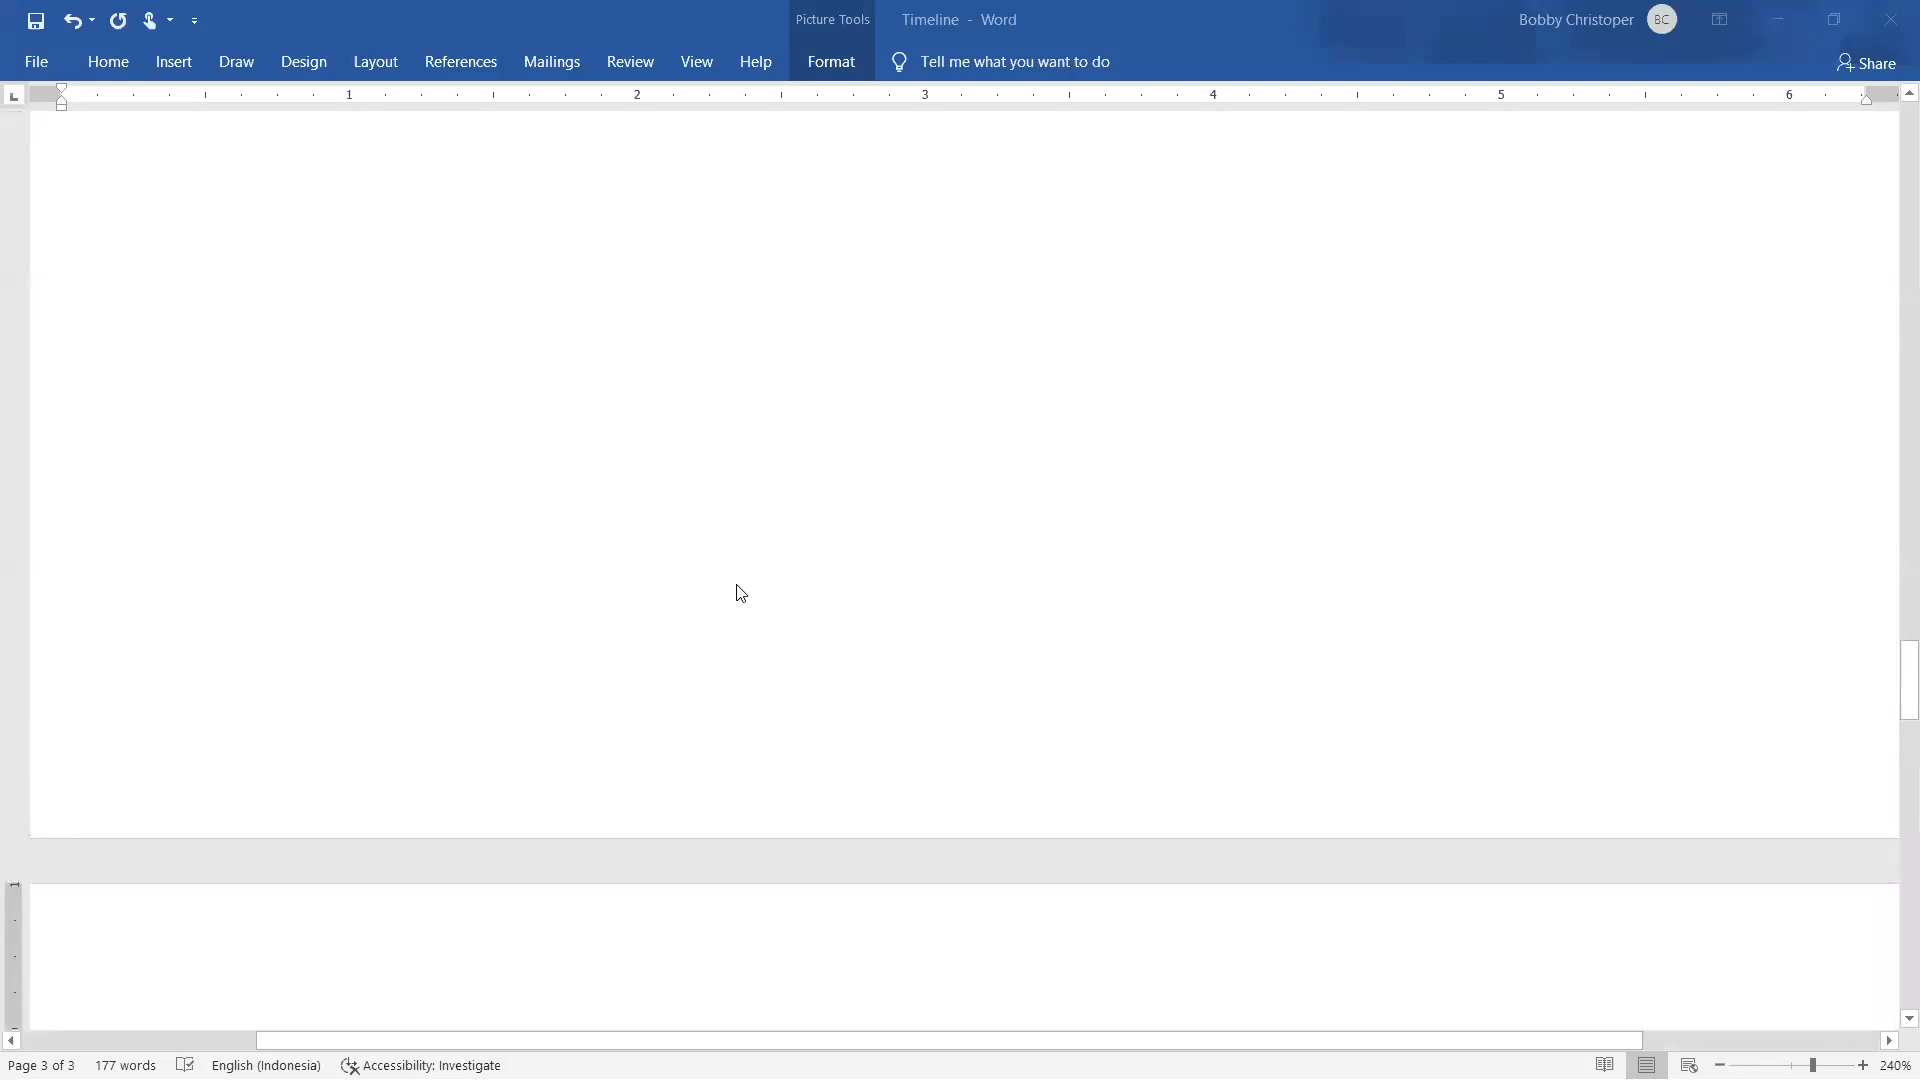 Picture Tools
Timeline - Word
Bobby Christoper
BC
File
Home
Insert
Draw
Design
Layout
References
Mailings
Review
View
Help
Format
Tell me what you want to do
Share
1 2 3 4 5 6
1
Page 3 of 3
177 words
English (Indonesia)
Accessibility: Investigate
240%